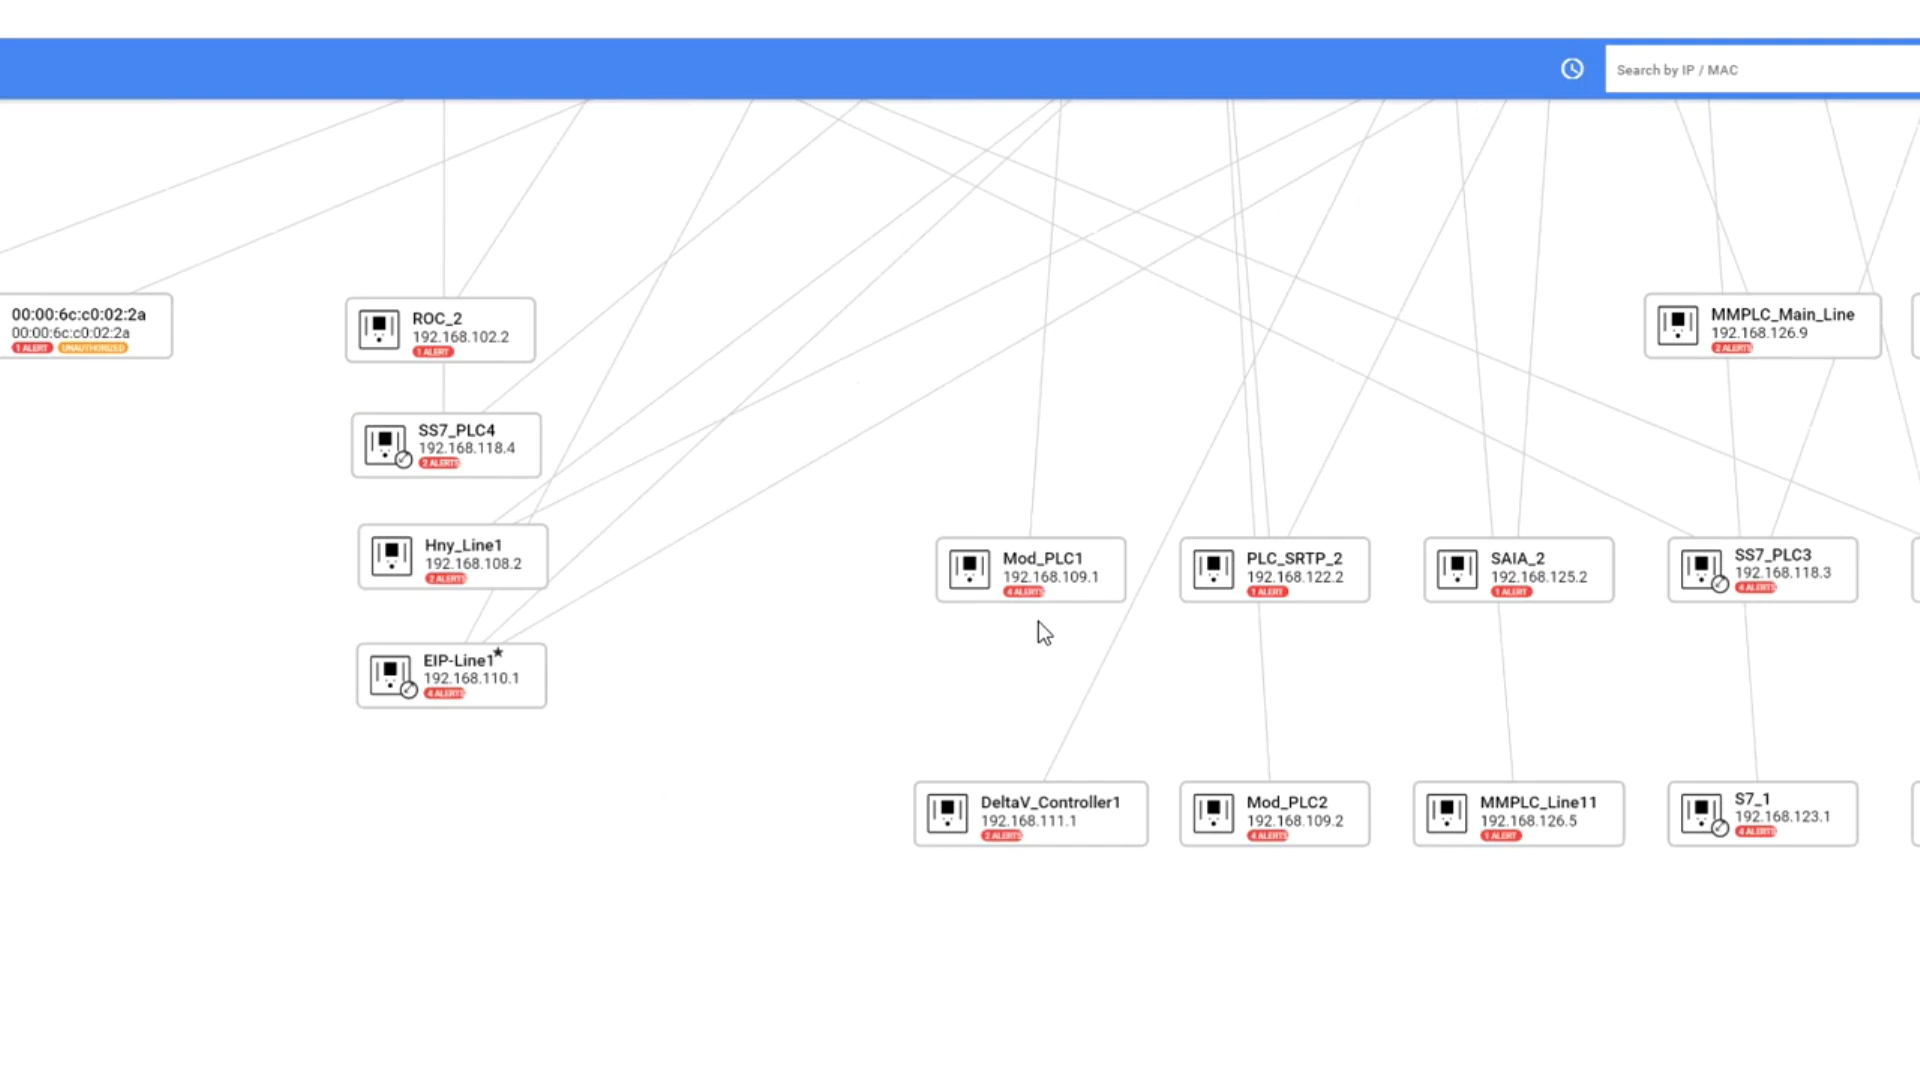 Search by IP / MAC
00:00:6c:c0:02:2a
00:00:6c:c0:02:2a
1 ALERT UNAUTHORIZED
ROC_2
192.168.102.2
1 ALERT
MMPLC_Main_Line
192.168.126.9
2 ALERTS
SS7_PLC4
192.168.118.4
2 ALERTS
Hny_Line1
192.168.108.2
2 ALERTS
Mod_PLC1
192.168.109.1
4 ALERTS
PLC_SRTP_2
192.168.122.2
1 ALERT
SAIA_2
192.168.125.2
1 ALERT
SS7_PLC3
192.168.118.3
4 ALERTS
EIP-Line1
192.168.110.1
4 ALERTS
DeltaV_Controller1
192.168.111.1
2 ALERTS
Mod_PLC2
192.168.109.2
4 ALERTS
MMPLC_Line11
192.168.126.5
1 ALERT
S7_1
192.168.123.1
4 ALERTS